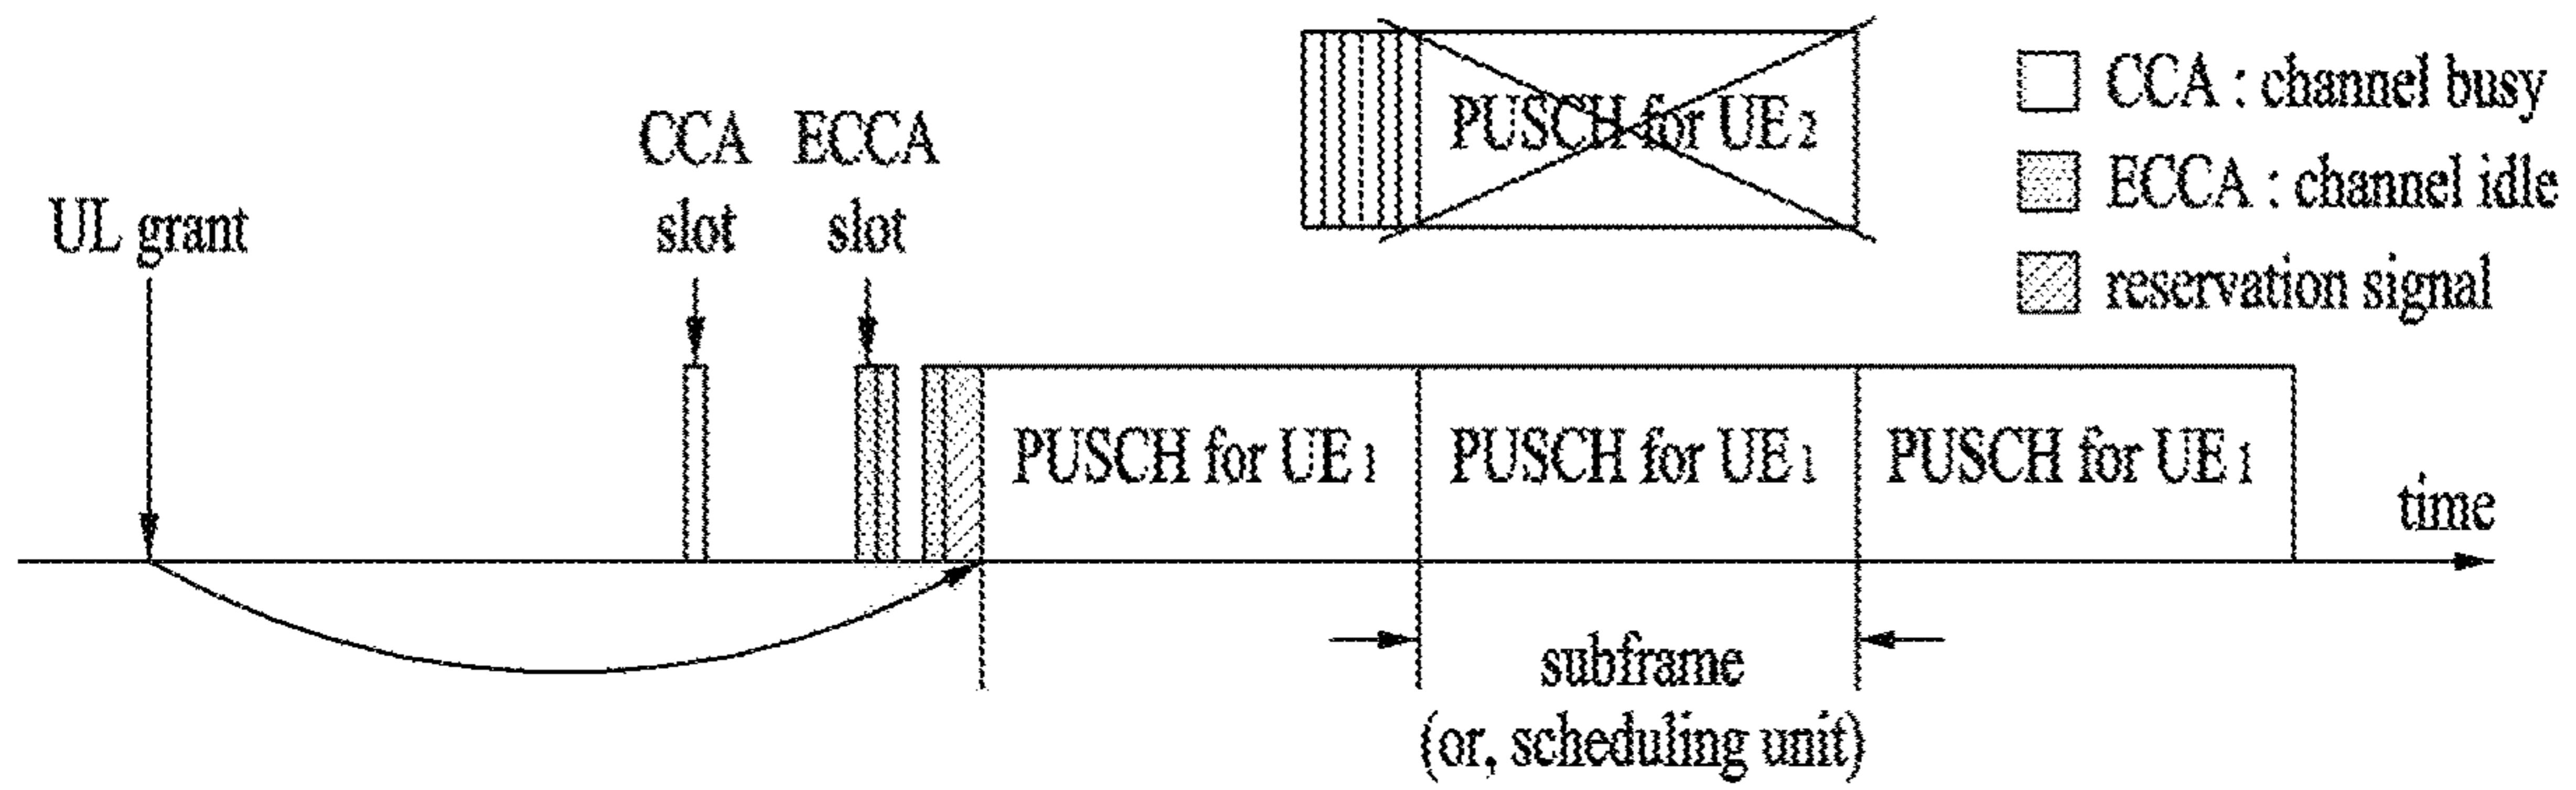 UL grant
CCA
slot
ECCA
slot
PUSCH for UE2
CCA : channel busy
ECCA : channel idle
reservation signal
PUSCH for UE1
PUSCH for UE1
PUSCH for UE1
time
subframe
(or, scheduling unit)